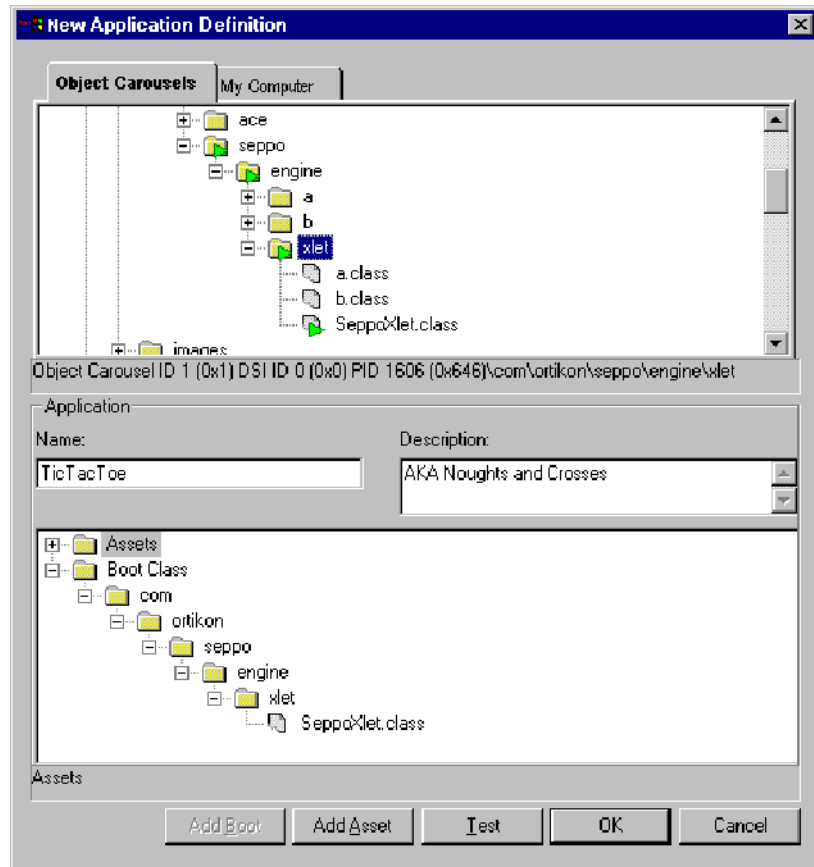 New Application Definition
Object Carousels My Computer
ace
seppo
engine
a
b
xlet
a.class
b.class
SeppoXlet.class
images
Object Carousel ID 1 (0x1) DSI ID 0 (0x0) PID 1606 (0x646)\com\ortikon\seppo\engine\xlet
Application
Name: Description:
TicTacToe AKA Noughts and Crosses
Assets
Boot Class
com
ortikon
seppo
engine
xlet
SeppoXlet.class
Assets
Add Boot Add Asset Test OK Cancel